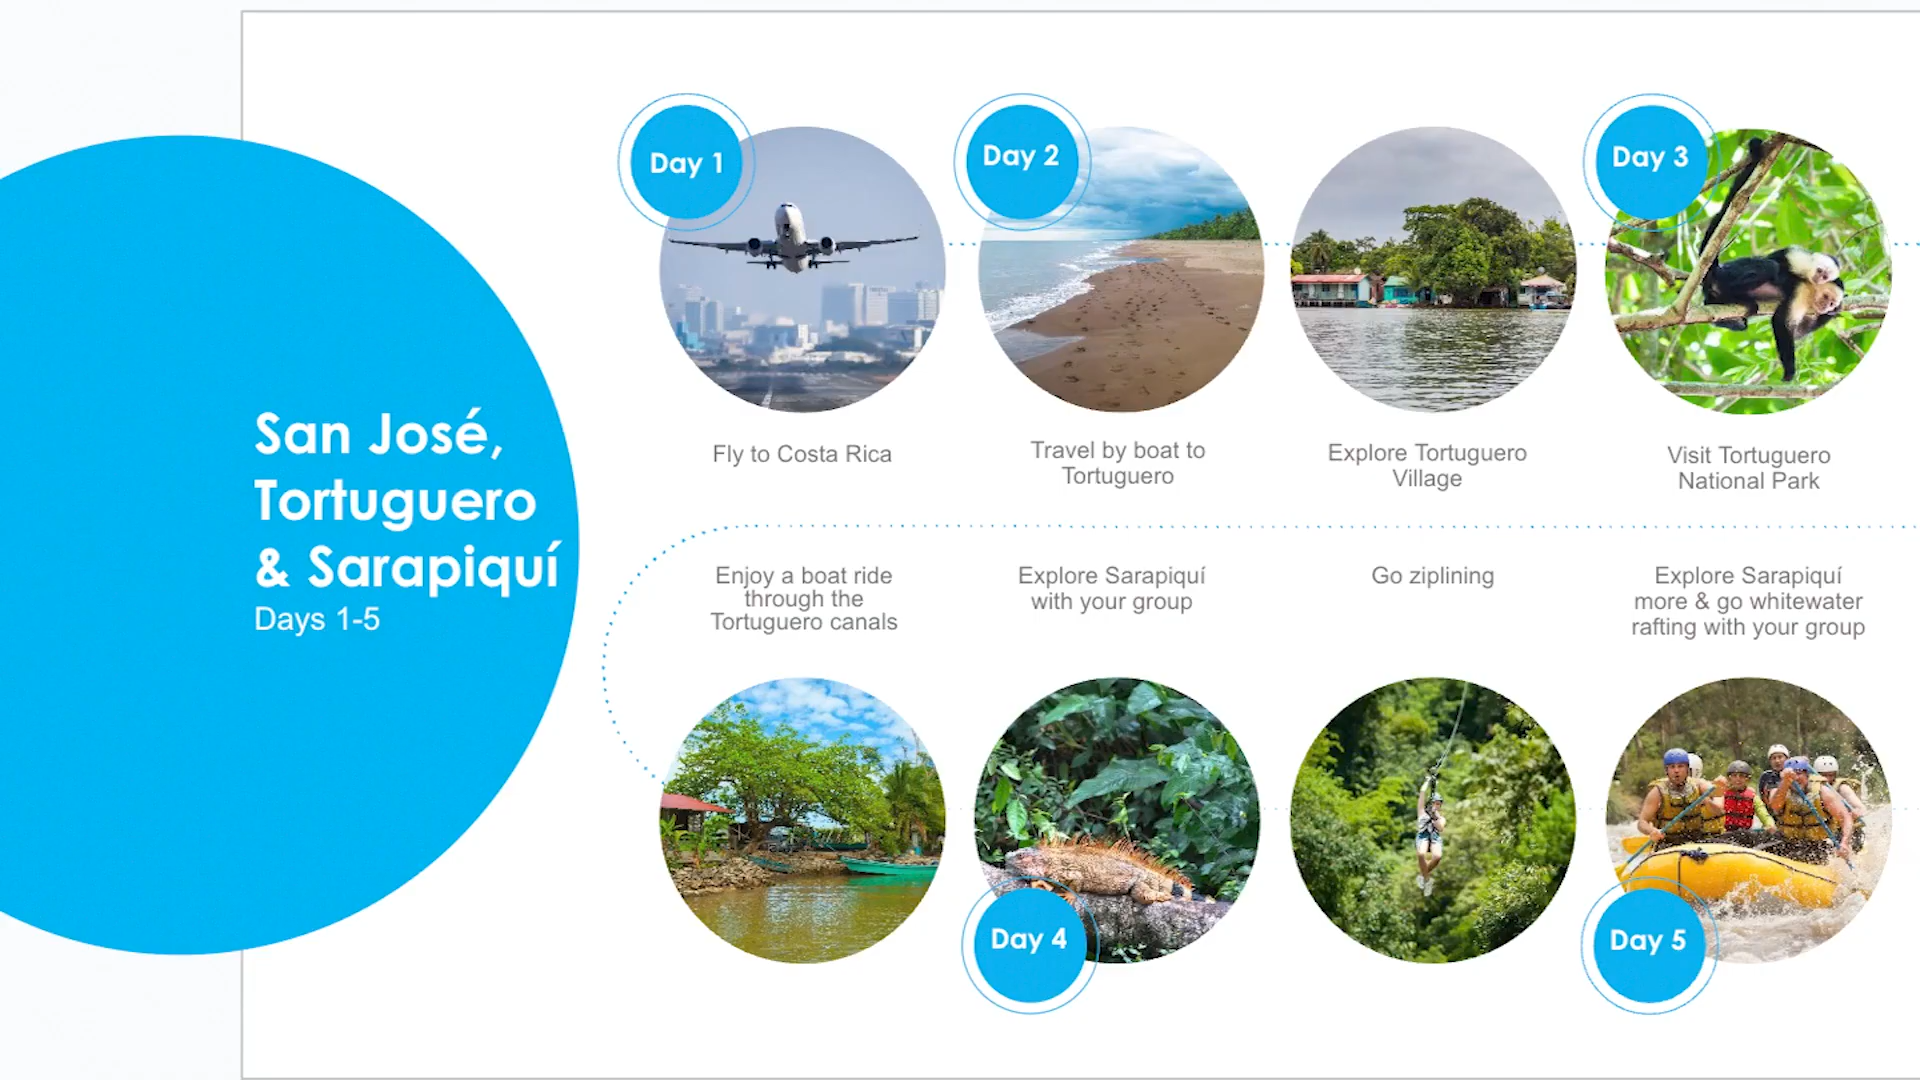 San José,
Tortuguero
& Sarapiquí
Days 1-5
Day 1
Fly to Costa Rica
Day 2
Travel by boat to
Tortuguero
Explore Tortuguero
Village
Day 3
Visit Tortuguero
National Park
Enjoy a boat ride
through the
Tortuguero canals
Explore Sarapiquí
with your group
Day 4
Go ziplining
Explore Sarapiquí
more & go whitewater
rafting with your group
Day 5